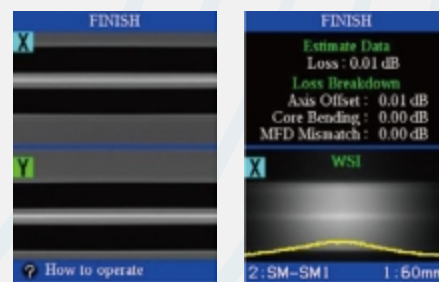 FINISH
X
Y
? How to operate
FINISH
Estimate Data
Loss : 0.01 dB
Loss Breakdown
Axis Offset : 0.01 dB
Core Bending : 0.00 dB
MFD Mismatch : 0.00 dB
X
WSI
2:SM-SM1 1:60mm